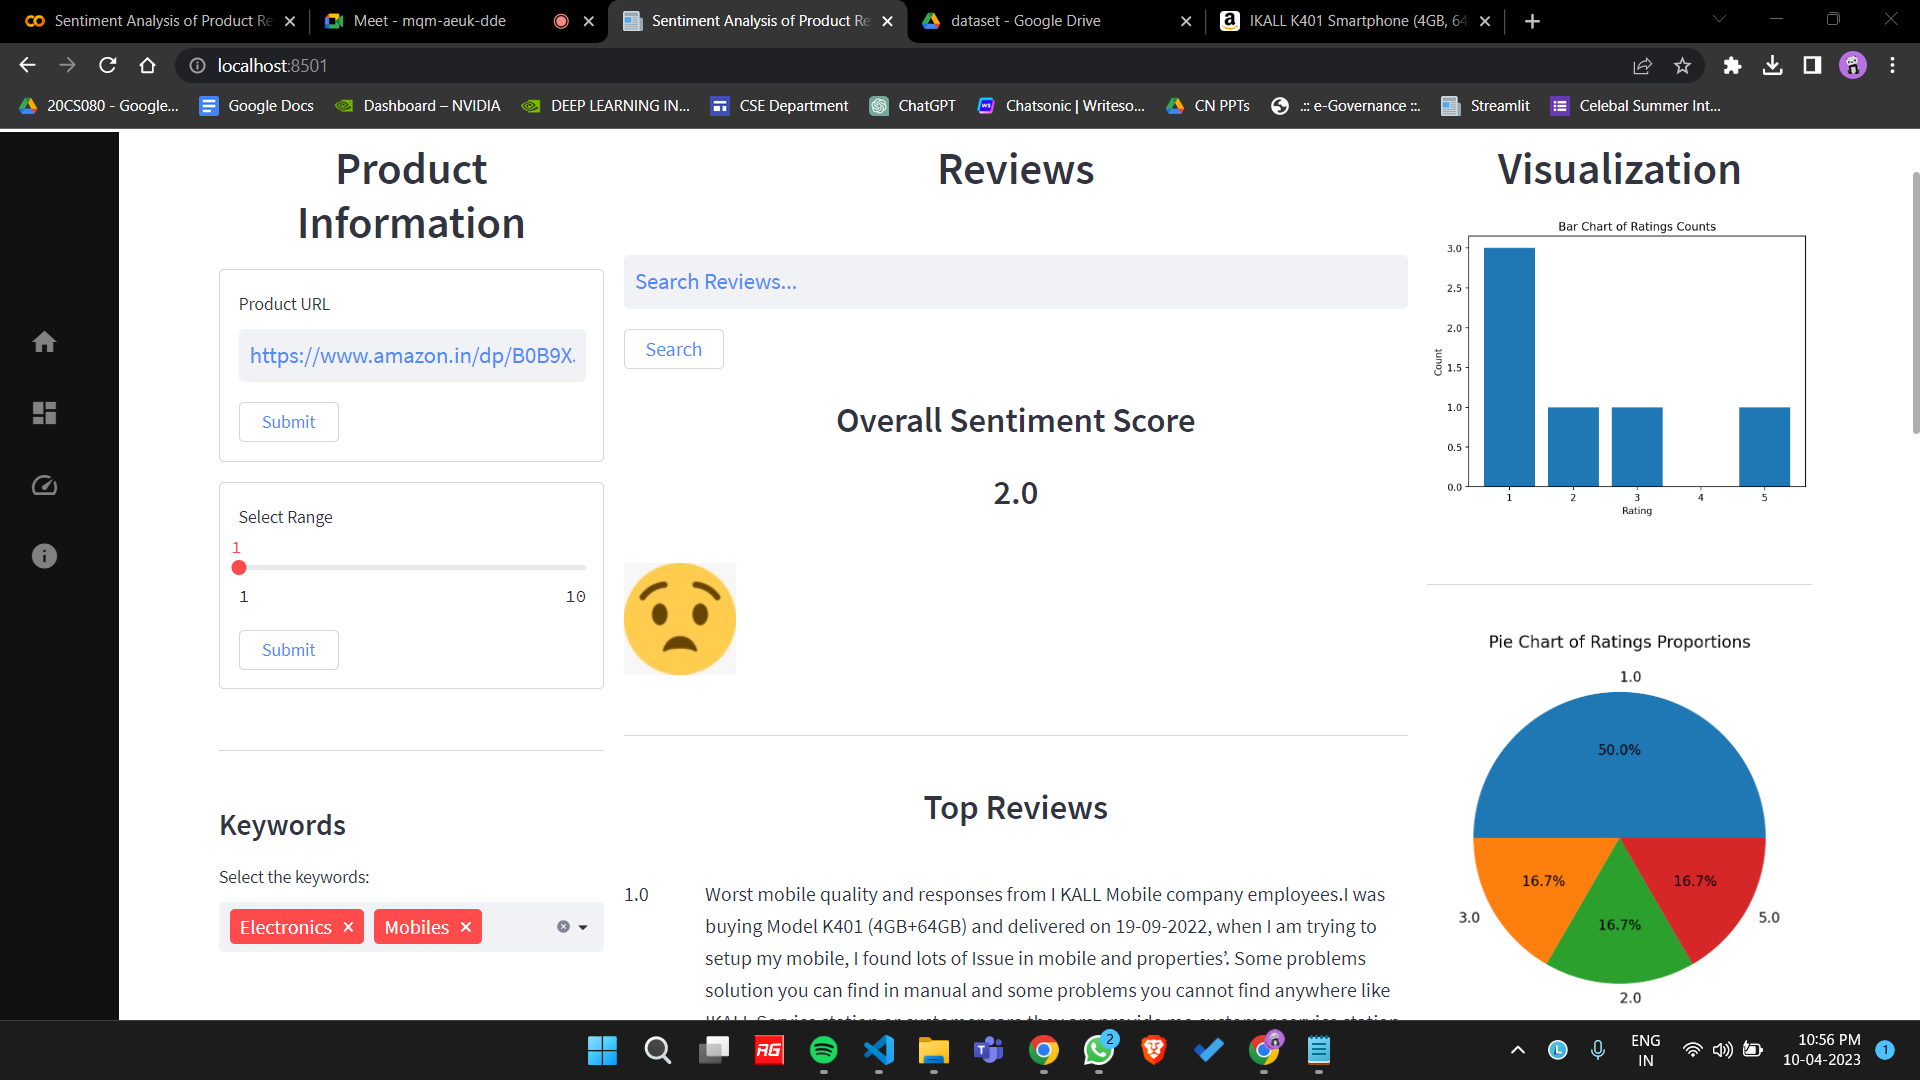 Sentiment Analysis of Product Re
Meet - mqm-aeuk-dde
Sentiment Analysis of Product Re
dataset - Google Drive
IKALL K401 Smartphone (4GB, 64
localhost:8501
20CS080 - Google...
Google Docs
Dashboard – NVIDIA
DEEP LEARNING IN...
CSE Department
ChatGPT
Chatsonic | Writeso...
CN PPTs
.:: e-Governance ::.
Streamlit
Celebal Summer Int...
Product
Information
Product URL
https://www.amazon.in/dp/B0B9X
Submit
Select Range
1
1
10
Submit
Keywords
Select the keywords:
Electronics
Mobiles
Reviews
Search Reviews...
Search
Overall Sentiment Score
2.0
Top Reviews
1.0
Worst mobile quality and responses from I KALL Mobile company employees.I was
buying Model K401 (4GB+64GB) and delivered on 19-09-2022, when I am trying to
setup my mobile, I found lots of Issue in mobile and properties’. Some problems
solution you can find in manual and some problems you cannot find anywhere like
Visualization
Bar Chart of Ratings Counts
3.0
2.5
2.0
1.5
1.0
0.5
0.0
Count
1 2 3 4 5
Rating
Pie Chart of Ratings Proportions
1.0
50.0%
16.7%
16.7%
16.7%
3.0
5.0
2.0
RG
2
L
ENG
IN
10:56 PM
10-04-2023
1